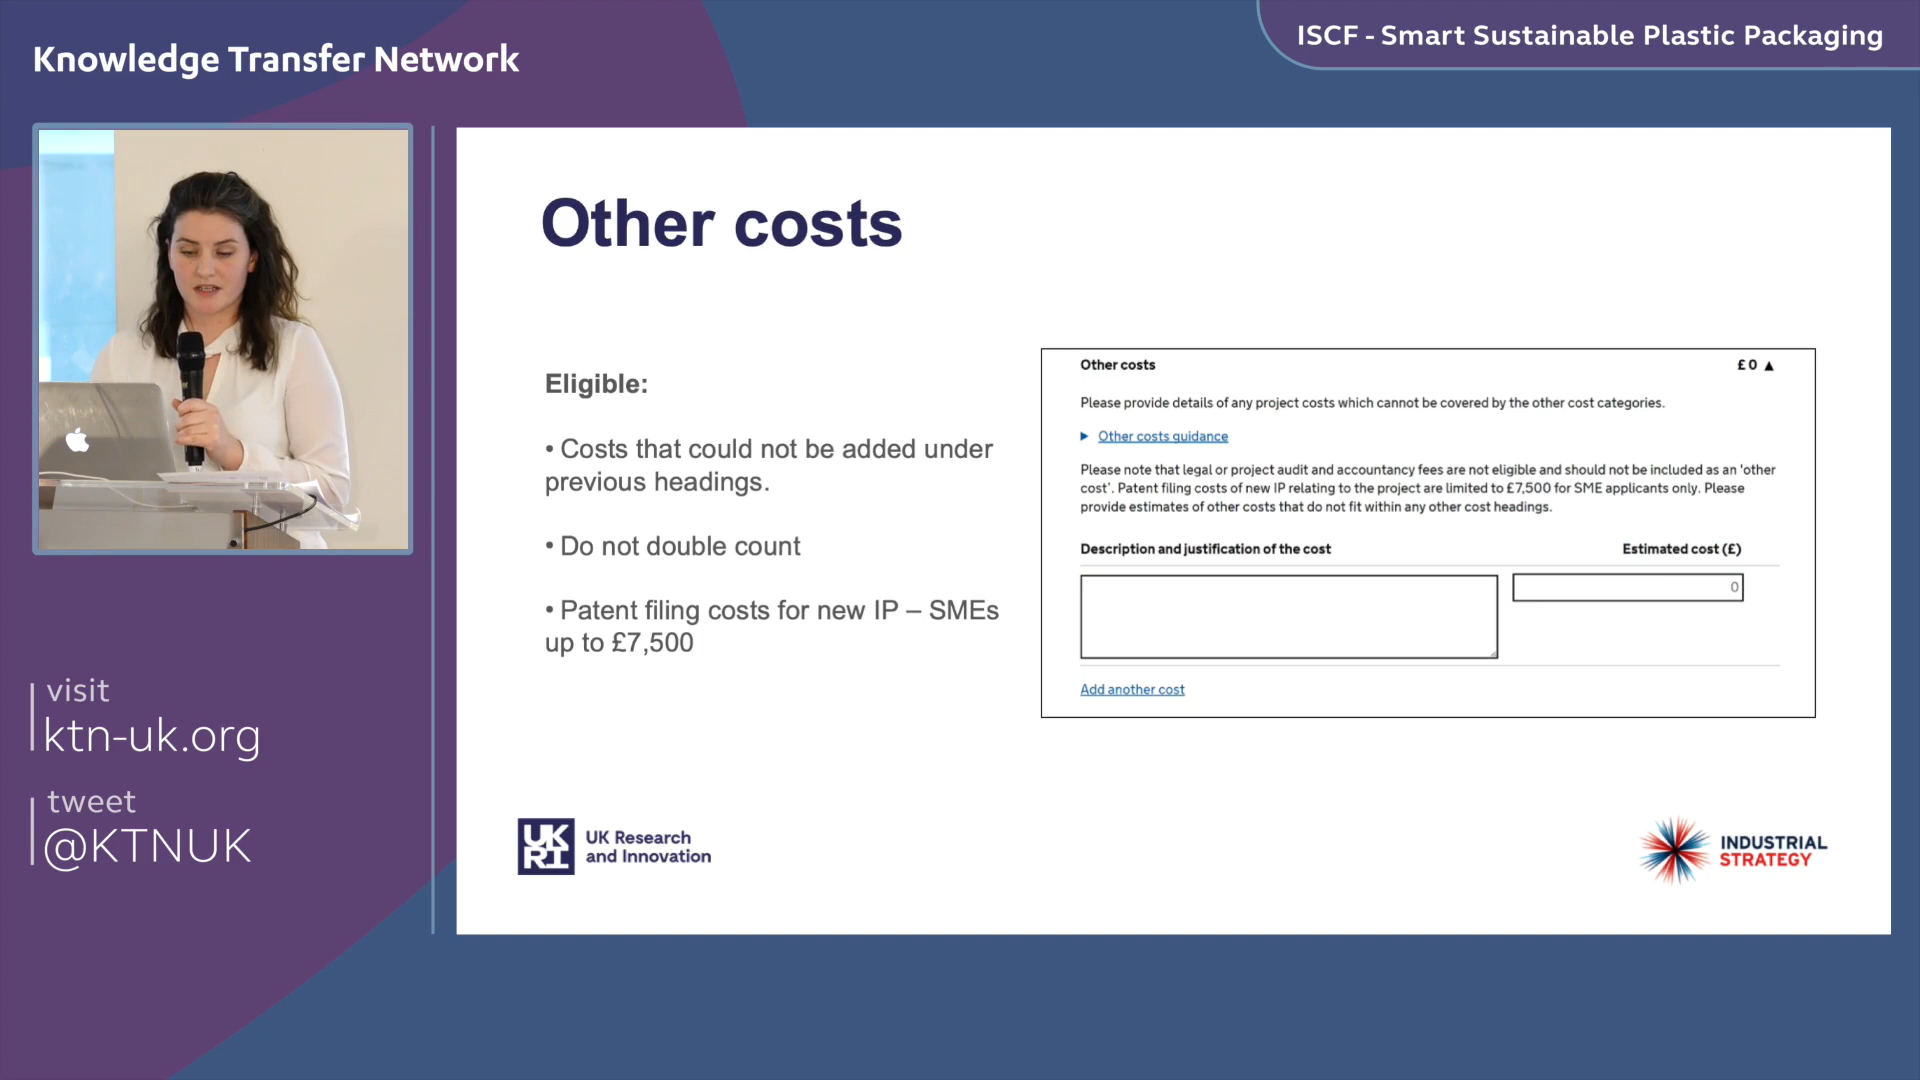 Knowledge Transfer Network
ISCF - Smart Sustainable Plastic Packaging
Other costs
Eligible:
• Costs that could not be added under
previous headings.
• Do not double count
• Patent filing costs for new IP – SMEs
up to £7,500
Other costs £0 ▲
Please provide details of any project costs which cannot be covered by the other cost categories.
► Other costs guidance
Please note that legal or project audit and accountancy fees are not eligible and should not be included as an 'other
cost'. Patent filing costs of new IP relating to the project are limited to £7,500 for SME applicants only. Please
provide estimates of other costs that do not fit within any other cost headings.
Description and justification of the cost Estimated cost (£)
0
Add another cost
visit
ktn-uk.org
tweet
@KTNUK
UKRI UK Research
and Innovation
INDUSTRIAL
STRATEGY